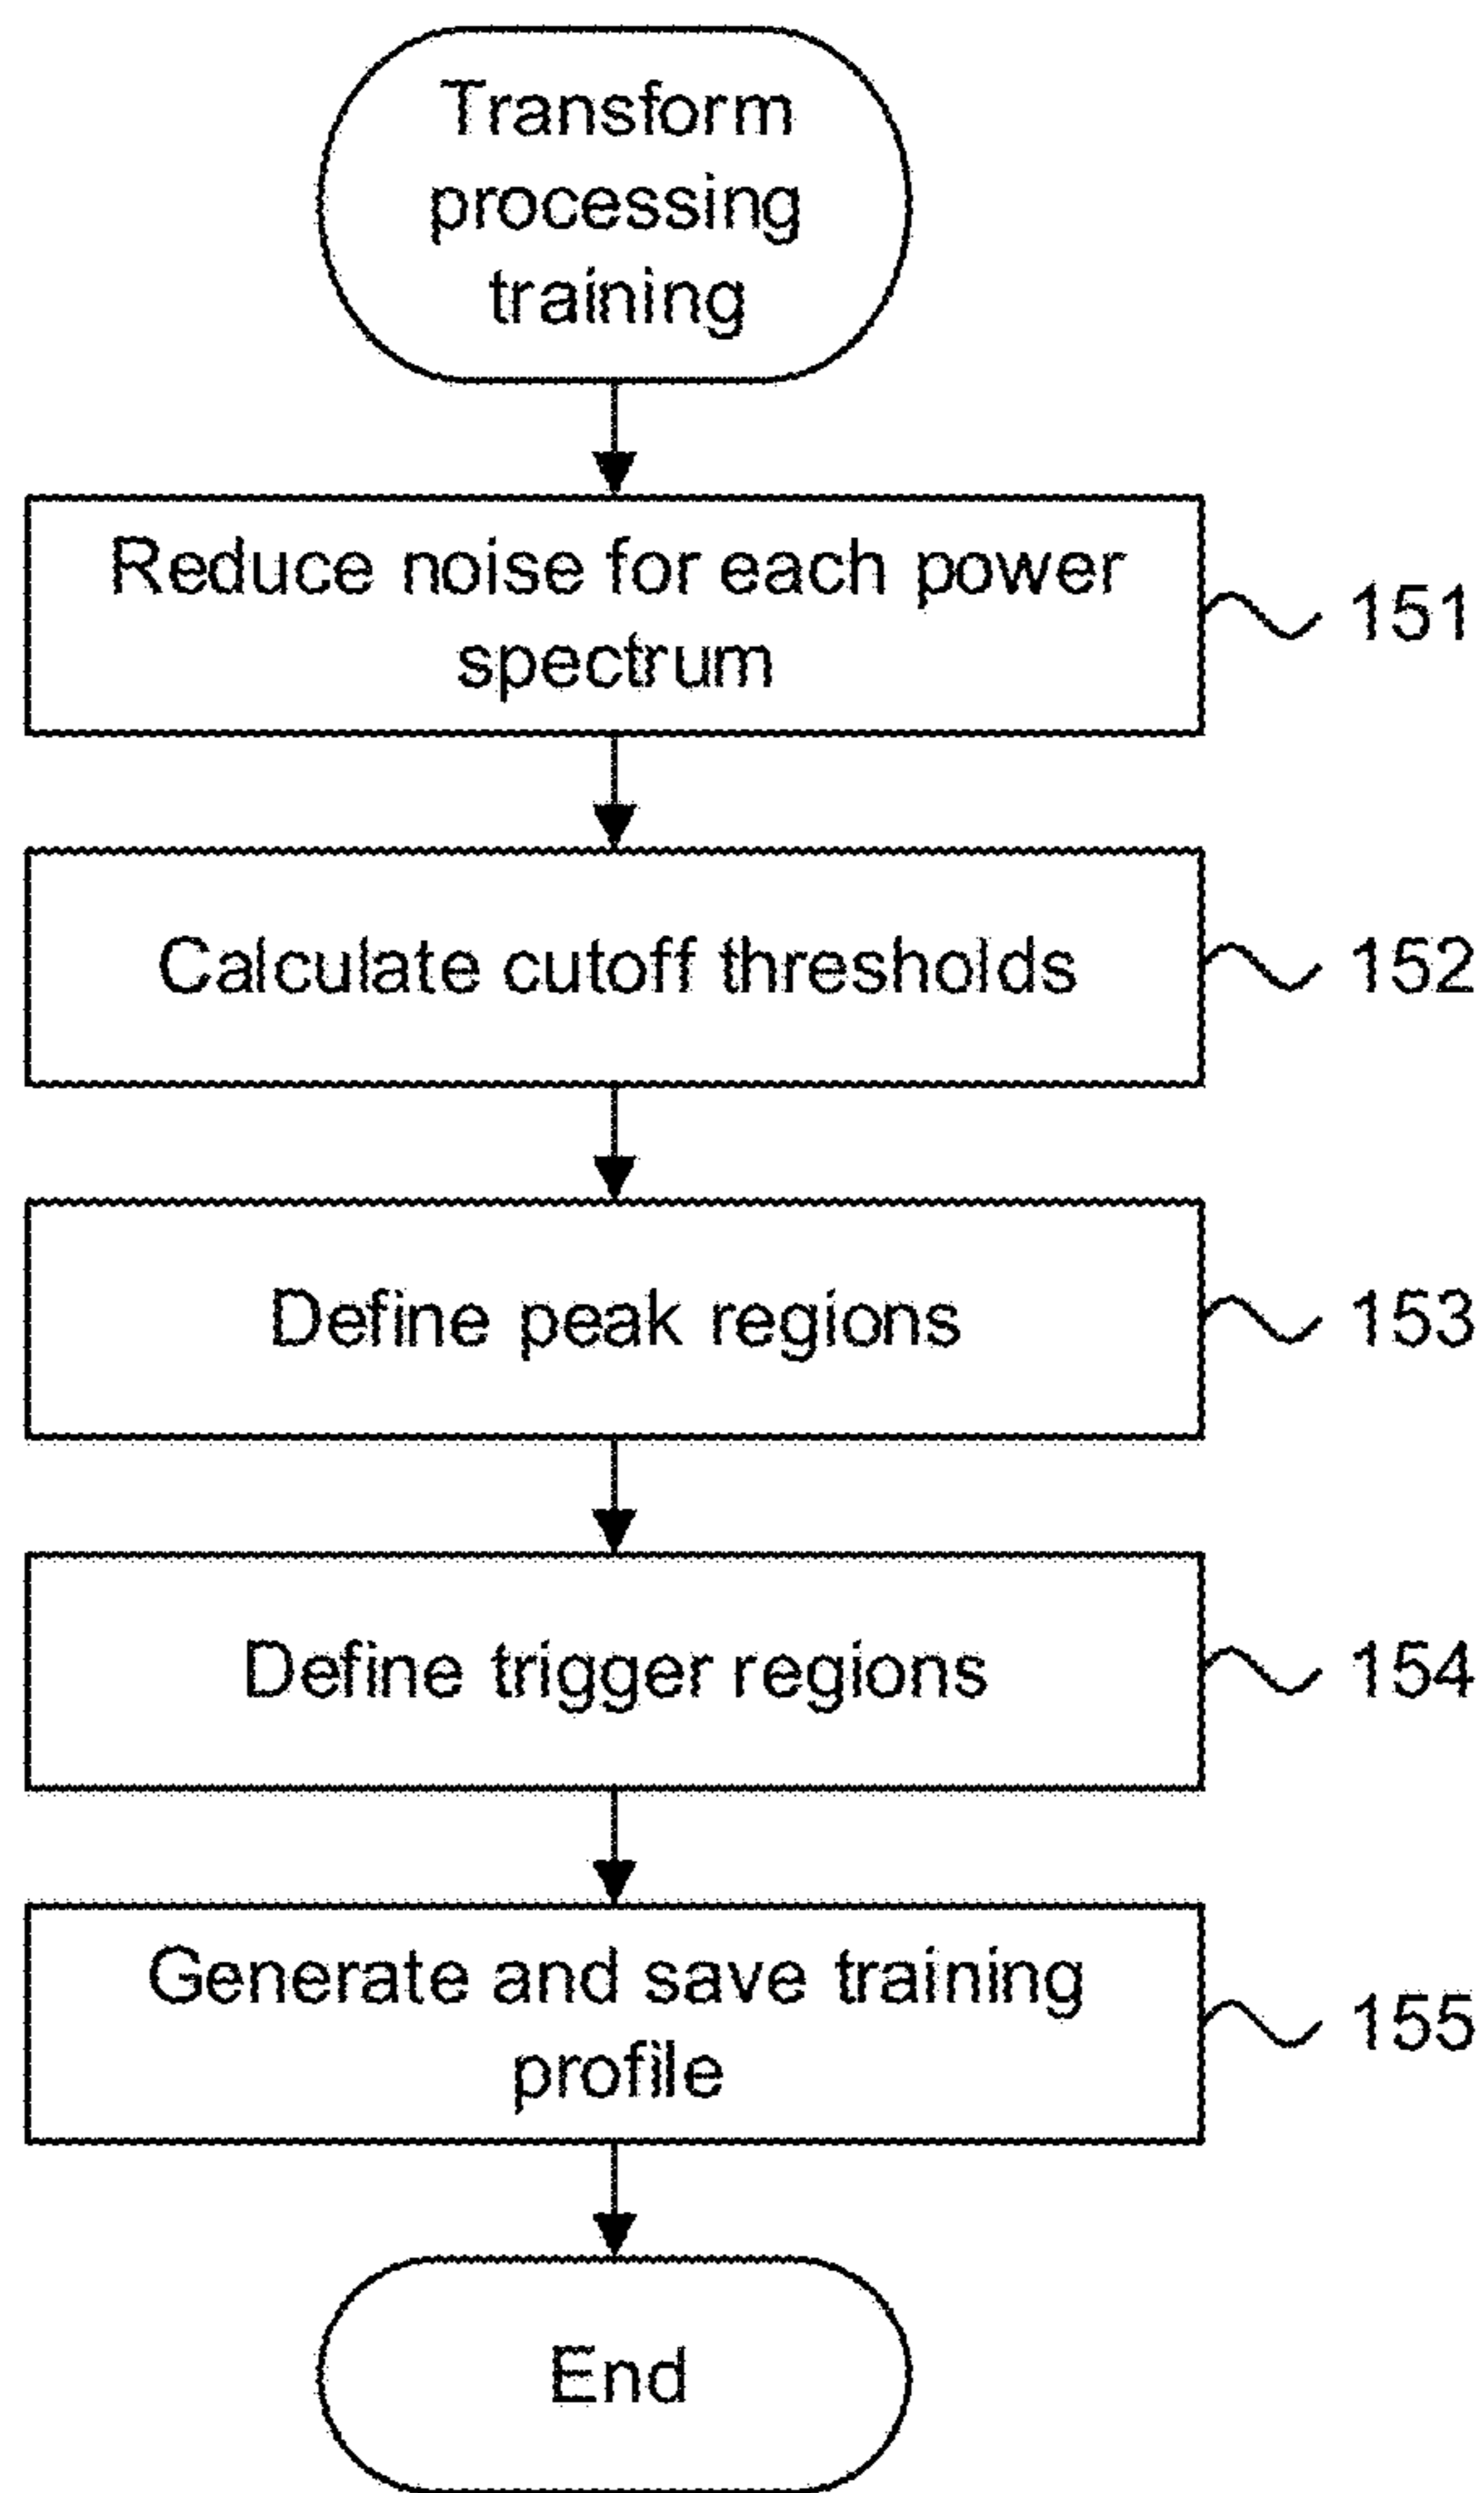 Transform
processing
training
Reduce noise for each power
spectrum
151
Calculate cutoff thresholds
152
Define peak regions
153
Define trigger regions
154
Generate and save training
profile
155
End